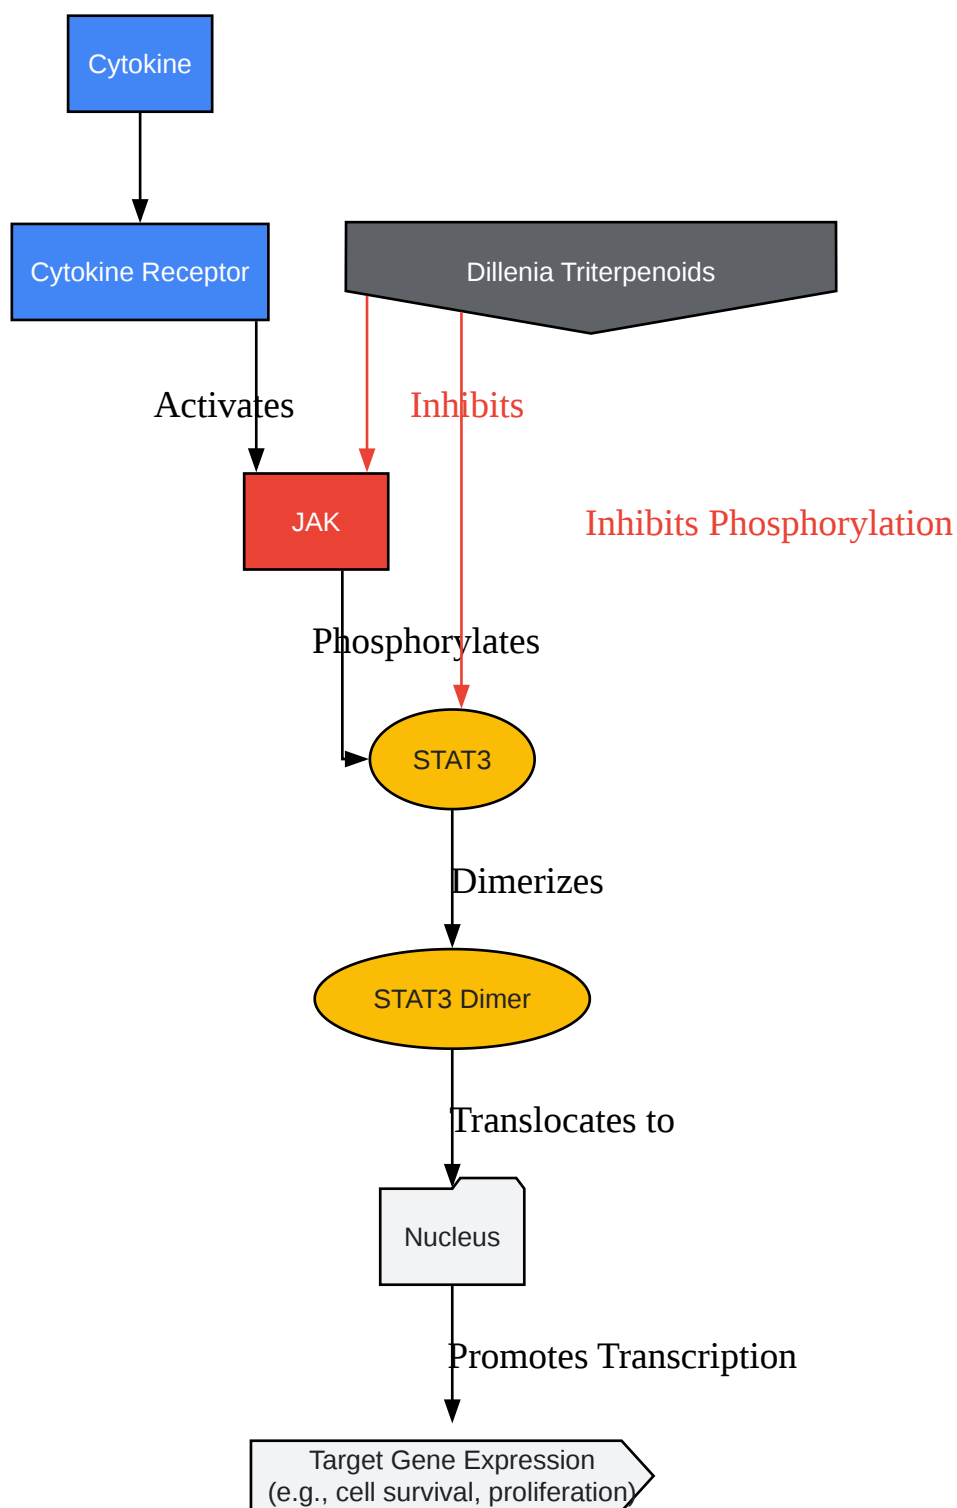 Cytokine
Cytokine Receptor
Dillenia Triterpenoids
Activates
Inhibits
JAK
Inhibits Phosphorylation
Phosphorylates
STAT3
Dimerizes
STAT3 Dimer
Translocates to
Nucleus
Promotes Transcription
Target Gene Expression
(e.g., cell survival, proliferation)